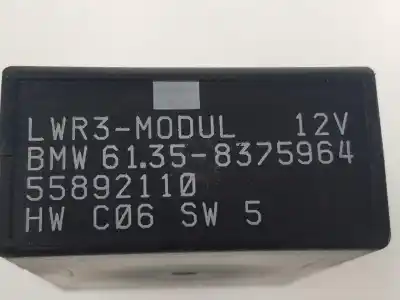 LWR3-MODUL 12V
BMW 61.35-8375964
55892110
HW C06 SW 5